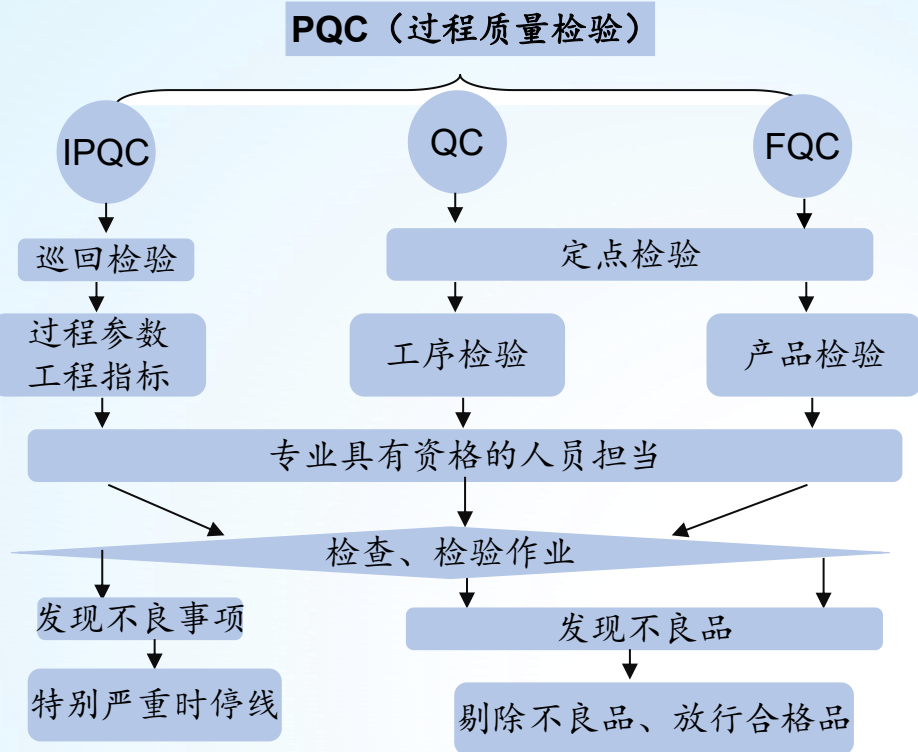 PQC（过程质量检验）
IPQC
QC
FQC
巡回检验
定点检验
过程参数
工程指标
工序检验
产品检验
专业具有资格的人员担当
检查、检验作业
发现不良事项
发现不良品
特别严重时停线
剔除不良品、放行合格品